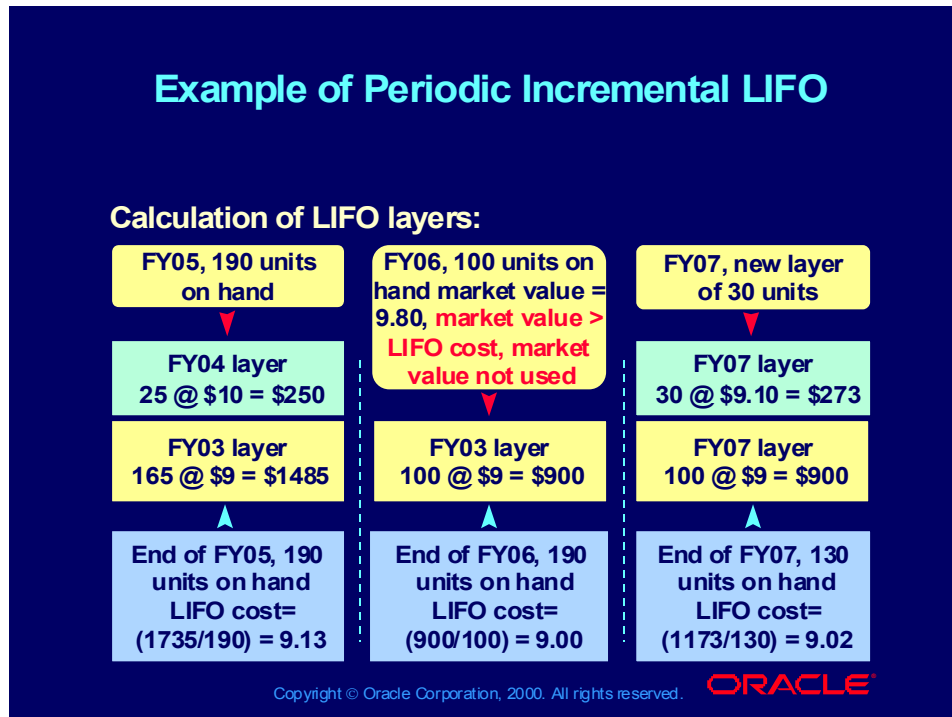 Example of Periodic Incremental LIFO
Calculation of LIFO layers:
FY05, 190 units
on hand
FY04 layer
25 @ $10 = $250
FY03 layer
165 @ $9 = $1485
End of FY05, 190
units on hand
LIFO cost=
(1735/190) = 9.13
FY06, 100 units on
hand market value =
9.80, market value >
LIFO cost, market
value not used
FY03 layer
100 @ $9 = $900
End of FY06, 190
units on hand
LIFO cost=
(900/100) = 9.00
FY07, new layer
of 30 units
FY07 layer
30 @ $9.10 = $273
FY07 layer
100 @ $9 = $900
End of FY07, 130
units on hand
LIFO cost=
(1173/130) = 9.02
Copyright © Oracle Corporation, 2000. All rights reserved.
ORACLE®